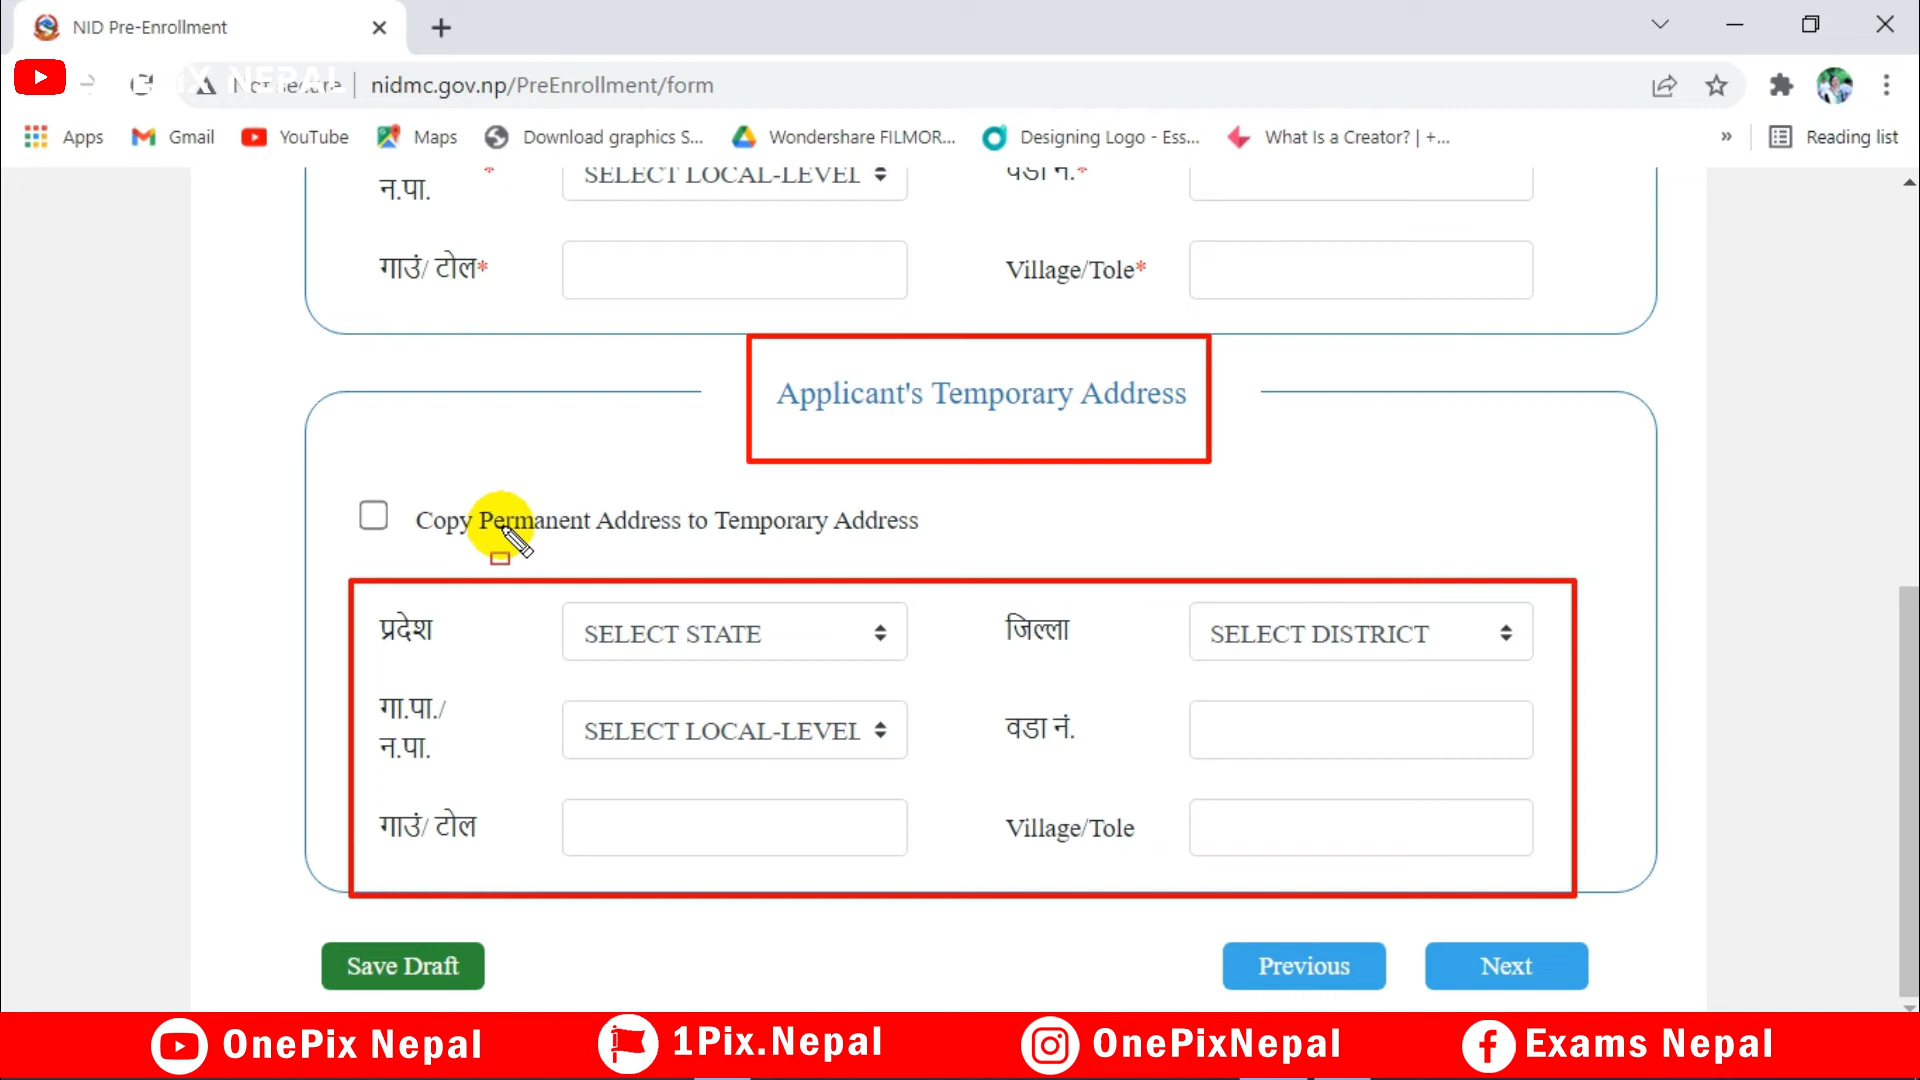 NID Pre-Enrollment
nidmc.gov.np/PreEnrollment/form
Apps Gmail YouTube Maps Download graphics S... Wondershare FILMOR... Designing Logo - Ess... What Is a Creator? | +... » Reading list
* SELECT LOCAL-LEVEL वडा नं.*
न.पा.
गाउं/ टोल* Village/Tole*
Applicant's Temporary Address
Copy Permanent Address to Temporary Address
प्रदेश SELECT STATE जिल्ला SELECT DISTRICT
गा.पा./
न.पा. SELECT LOCAL-LEVEL वडा नं.
गाउं/ टोल Village/Tole
Save Draft Previous Next
OnePix Nepal 1Pix.Nepal OnePixNepal Exams Nepal